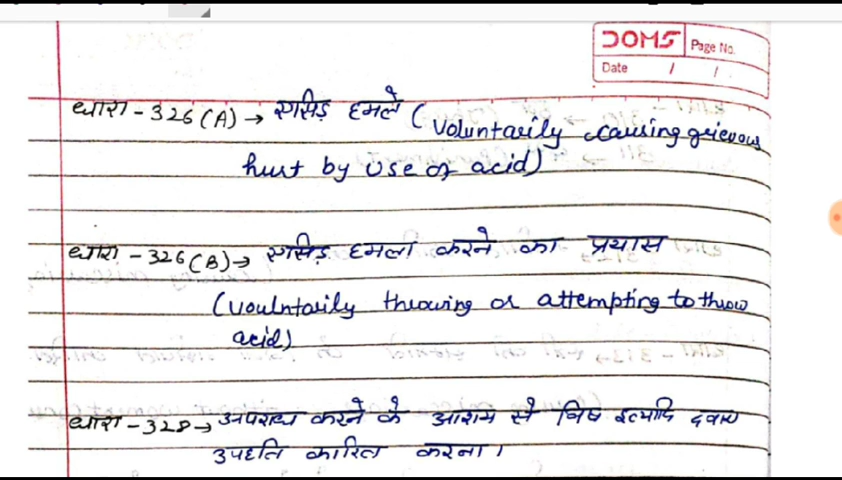 DOMS Page No.
Date / /
धारा - 326 (A) → एसिड हमले ( Voluntarily causing grievous
hurt by use of acid)
धारा - 326 (B) → एसिड़ हमला करने का प्रयास
(voulntarily throwing or attempting to throw
acid)
धारा - 328 → अपराध करने के आशय से विष इत्यादि द्वारा
उपहति कारित करना।